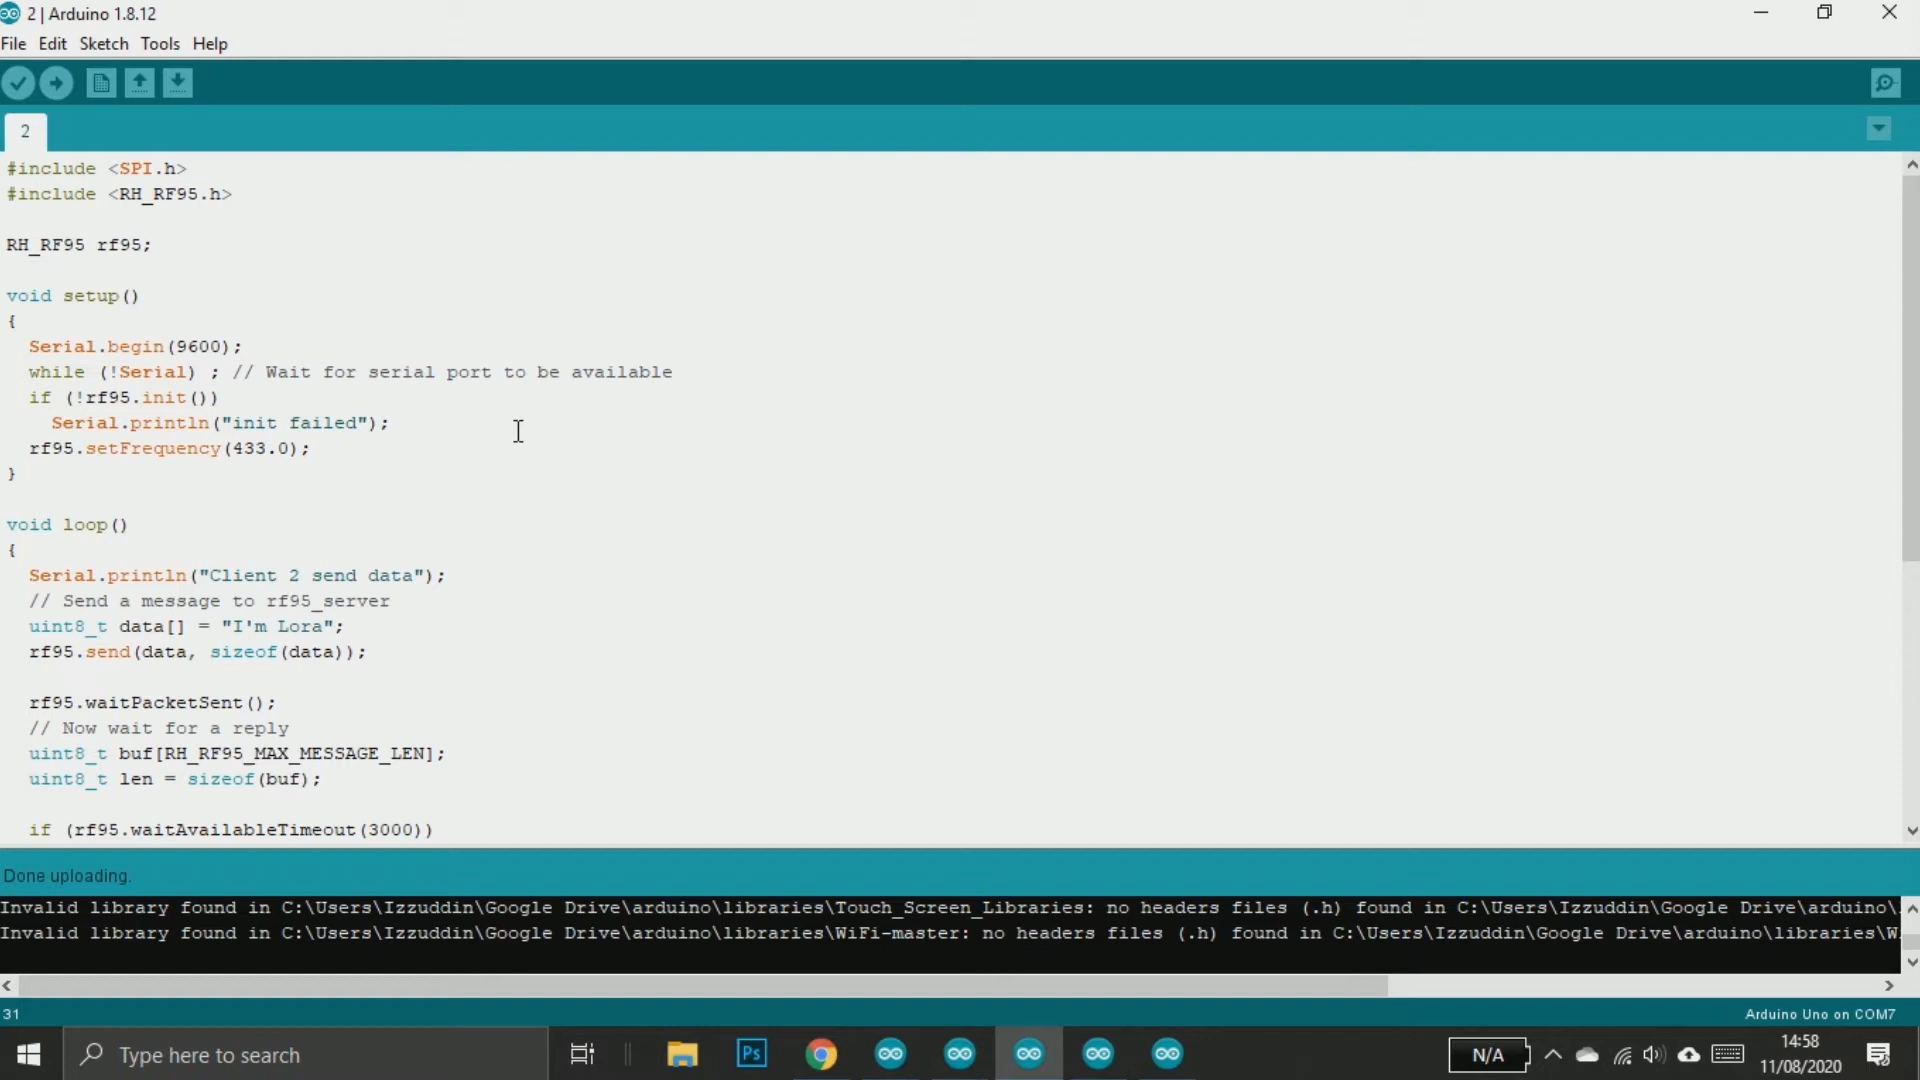 2 | Arduino 1.8.12
File Edit Sketch Tools Help
2
#include <SPI.h>
#include <RH_RF95.h>
RH_RF95 rf95;
void setup()
{
Serial.begin(9600);
while (!Serial) ; // Wait for serial port to be available
if (!rf95.init())
Serial.println("init failed");
rf95.setFrequency(433.0);
}
void loop()
{
Serial.println("Client 2 send data");
// Send a message to rf95_server
uint8_t data[] = "I'm Lora";
rf95.send(data, sizeof(data));
rf95.waitPacketSent();
// Now wait for a reply
uint8_t buf[RH_RF95_MAX_MESSAGE_LEN];
uint8_t len = sizeof(buf);
if (rf95.waitAvailableTimeout(3000))
Done uploading.
Invalid library found in C:\Users\Izzuddin\Google Drive\arduino\libraries\Touch_Screen_Libraries: no headers files (.h) found in C:\Users\Izzuddin\Google Drive\arduino\
Invalid library found in C:\Users\Izzuddin\Google Drive\arduino\libraries\WiFi-master: no headers files (.h) found in C:\Users\Izzuddin\Google Drive\arduino\libraries\W
31
Arduino Uno on COM7
Type here to search
Ps
N/A
14:58
11/08/2020